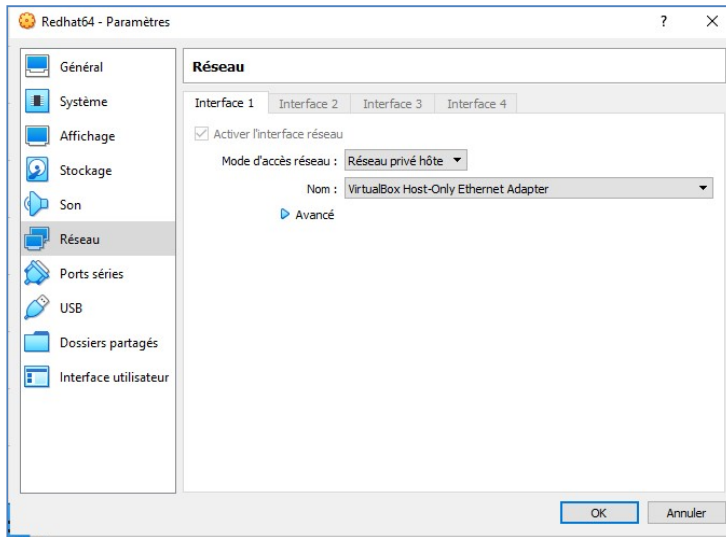 Redhat64 - Paramètres
?
Général
Système
Affichage
Stockage
Son
Réseau
Ports séries
USB
Dossiers partagés
Interface utilisateur
Réseau
Interface 1 Interface 2 Interface 3 Interface 4
Activer l'interface réseau
Mode d'accès réseau : Réseau privé hôte
Nom : VirtualBox Host-Only Ethernet Adapter
Avancé
OK Annuler